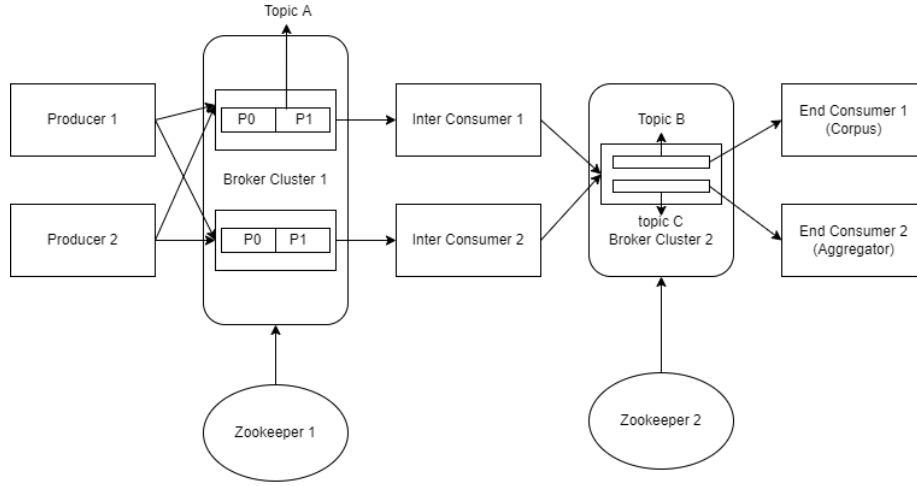 Topic A
Producer 1
P0
P1
Inter Consumer 1
Topic B
End Consumer 1
(Corpus)
Broker Cluster 1
Producer 2
P0
P1
Inter Consumer 2
topic C
Broker Cluster 2
End Consumer 2
(Aggregator)
Zookeeper 1
Zookeeper 2